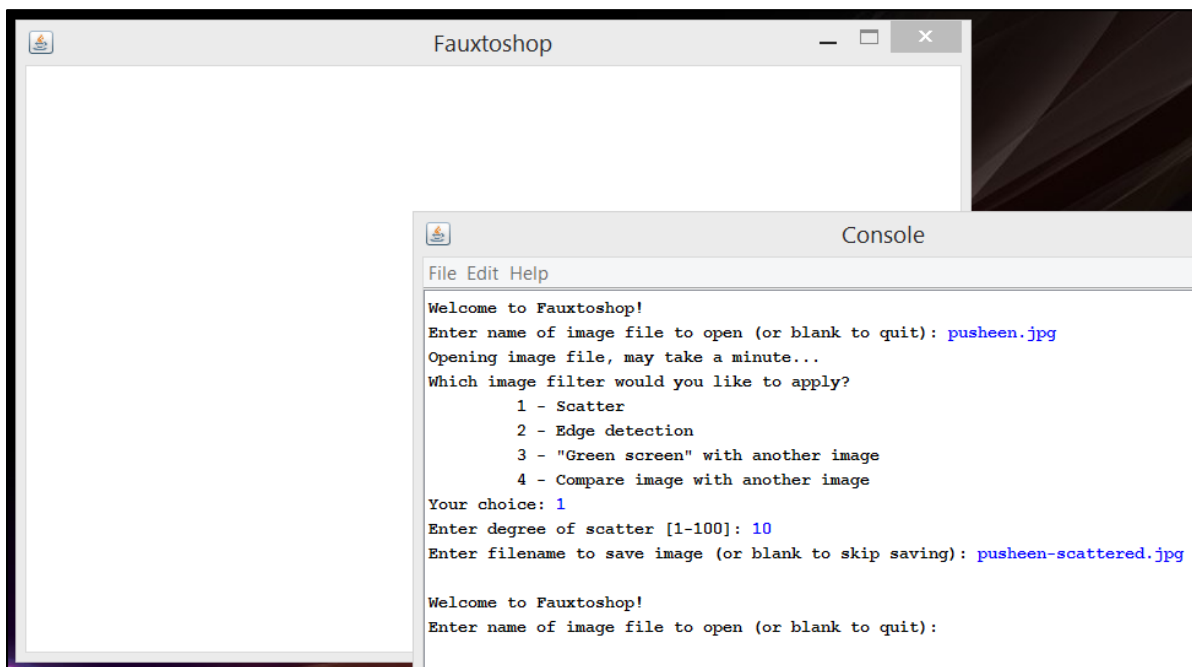 Fauxtoshop
Console
File Edit Help
Welcome to Fauxtoshop!
Enter name of image file to open (or blank to quit): pusheen.jpg
Opening image file, may take a minute...
Which image filter would you like to apply?
1 - Scatter
2 - Edge detection
3 - "Green screen" with another image
4 - Compare image with another image
Your choice: 1
Enter degree of scatter [1-100]: 10
Enter filename to save image (or blank to skip saving): pusheen-scattered.jpg
Welcome to Fauxtoshop!
Enter name of image file to open (or blank to quit):